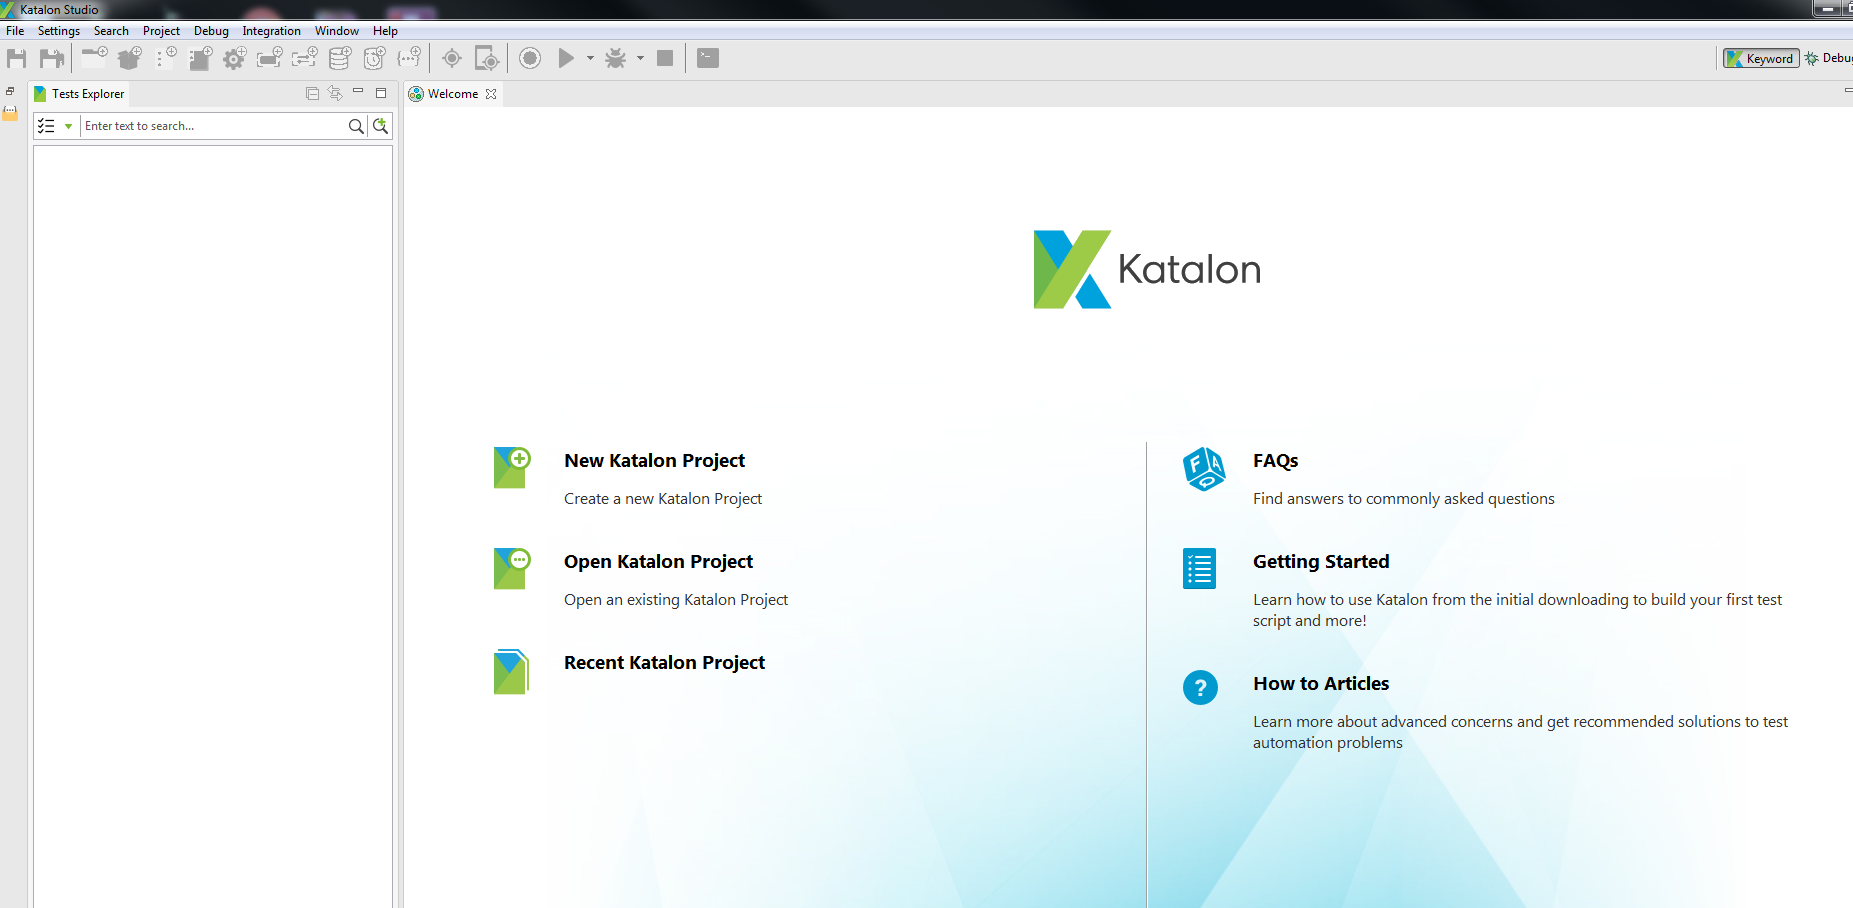 Katalon Studio
File Settings Search Project Debug Integration Window Help
Keyword Debug
Tests Explorer
Welcome
Enter text to search...
Katalon
New Katalon Project
Create a new Katalon Project
Open Katalon Project
Open an existing Katalon Project
Recent Katalon Project
FAQ
FAQs
Find answers to commonly asked questions
Getting Started
Learn how to use Katalon from the initial downloading to build your first test
script and more!
?
How to Articles
Learn more about advanced concerns and get recommended solutions to test
automation problems